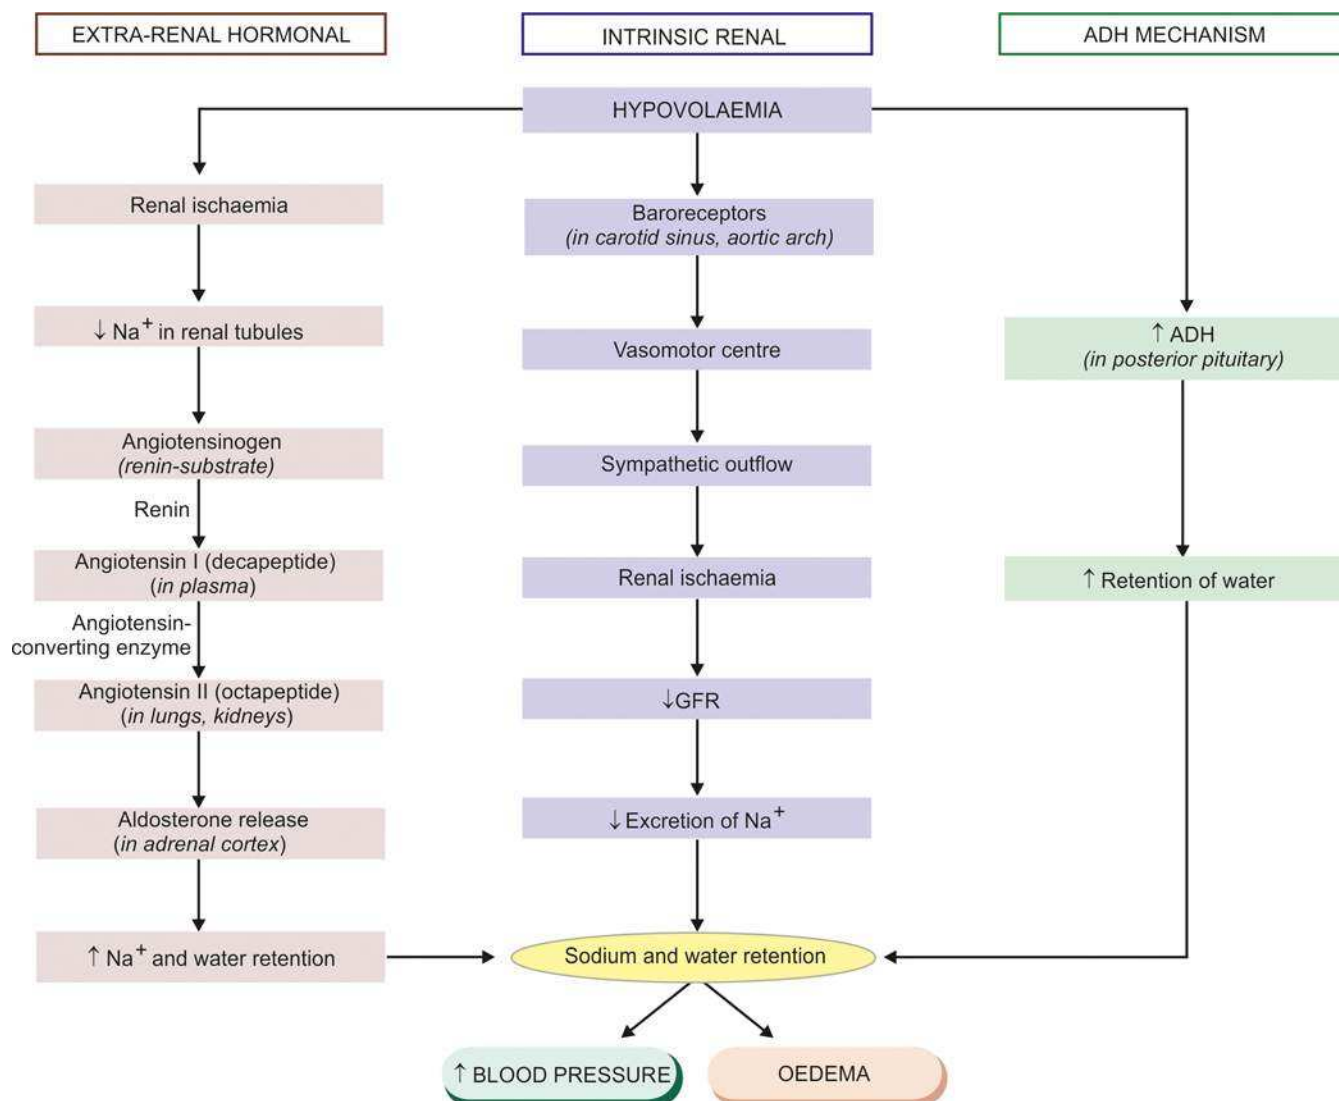 EXTRA-RENAL HORMONAL
INTRINSIC RENAL
ADH MECHANISM
HYPOVOLAEMIA
Renal ischaemia
↓ Na+ in renal tubules
Angiotensinogen
(renin-substrate)
Renin
Angiotensin I (decapeptide)
(in plasma)
Angiotensin-
converting enzyme
Angiotensin II (octapeptide)
(in lungs, kidneys)
Aldosterone release
(in adrenal cortex)
↑ Na+ and water retention
Baroreceptors
(in carotid sinus, aortic arch)
Vasomotor centre
Sympathetic outflow
Renal ischaemia
↓GFR
↓Excretion of Na+
↑ ADH
(in posterior pituitary)
↑ Retention of water
Sodium and water retention
↑ BLOOD PRESSURE
OEDEMA